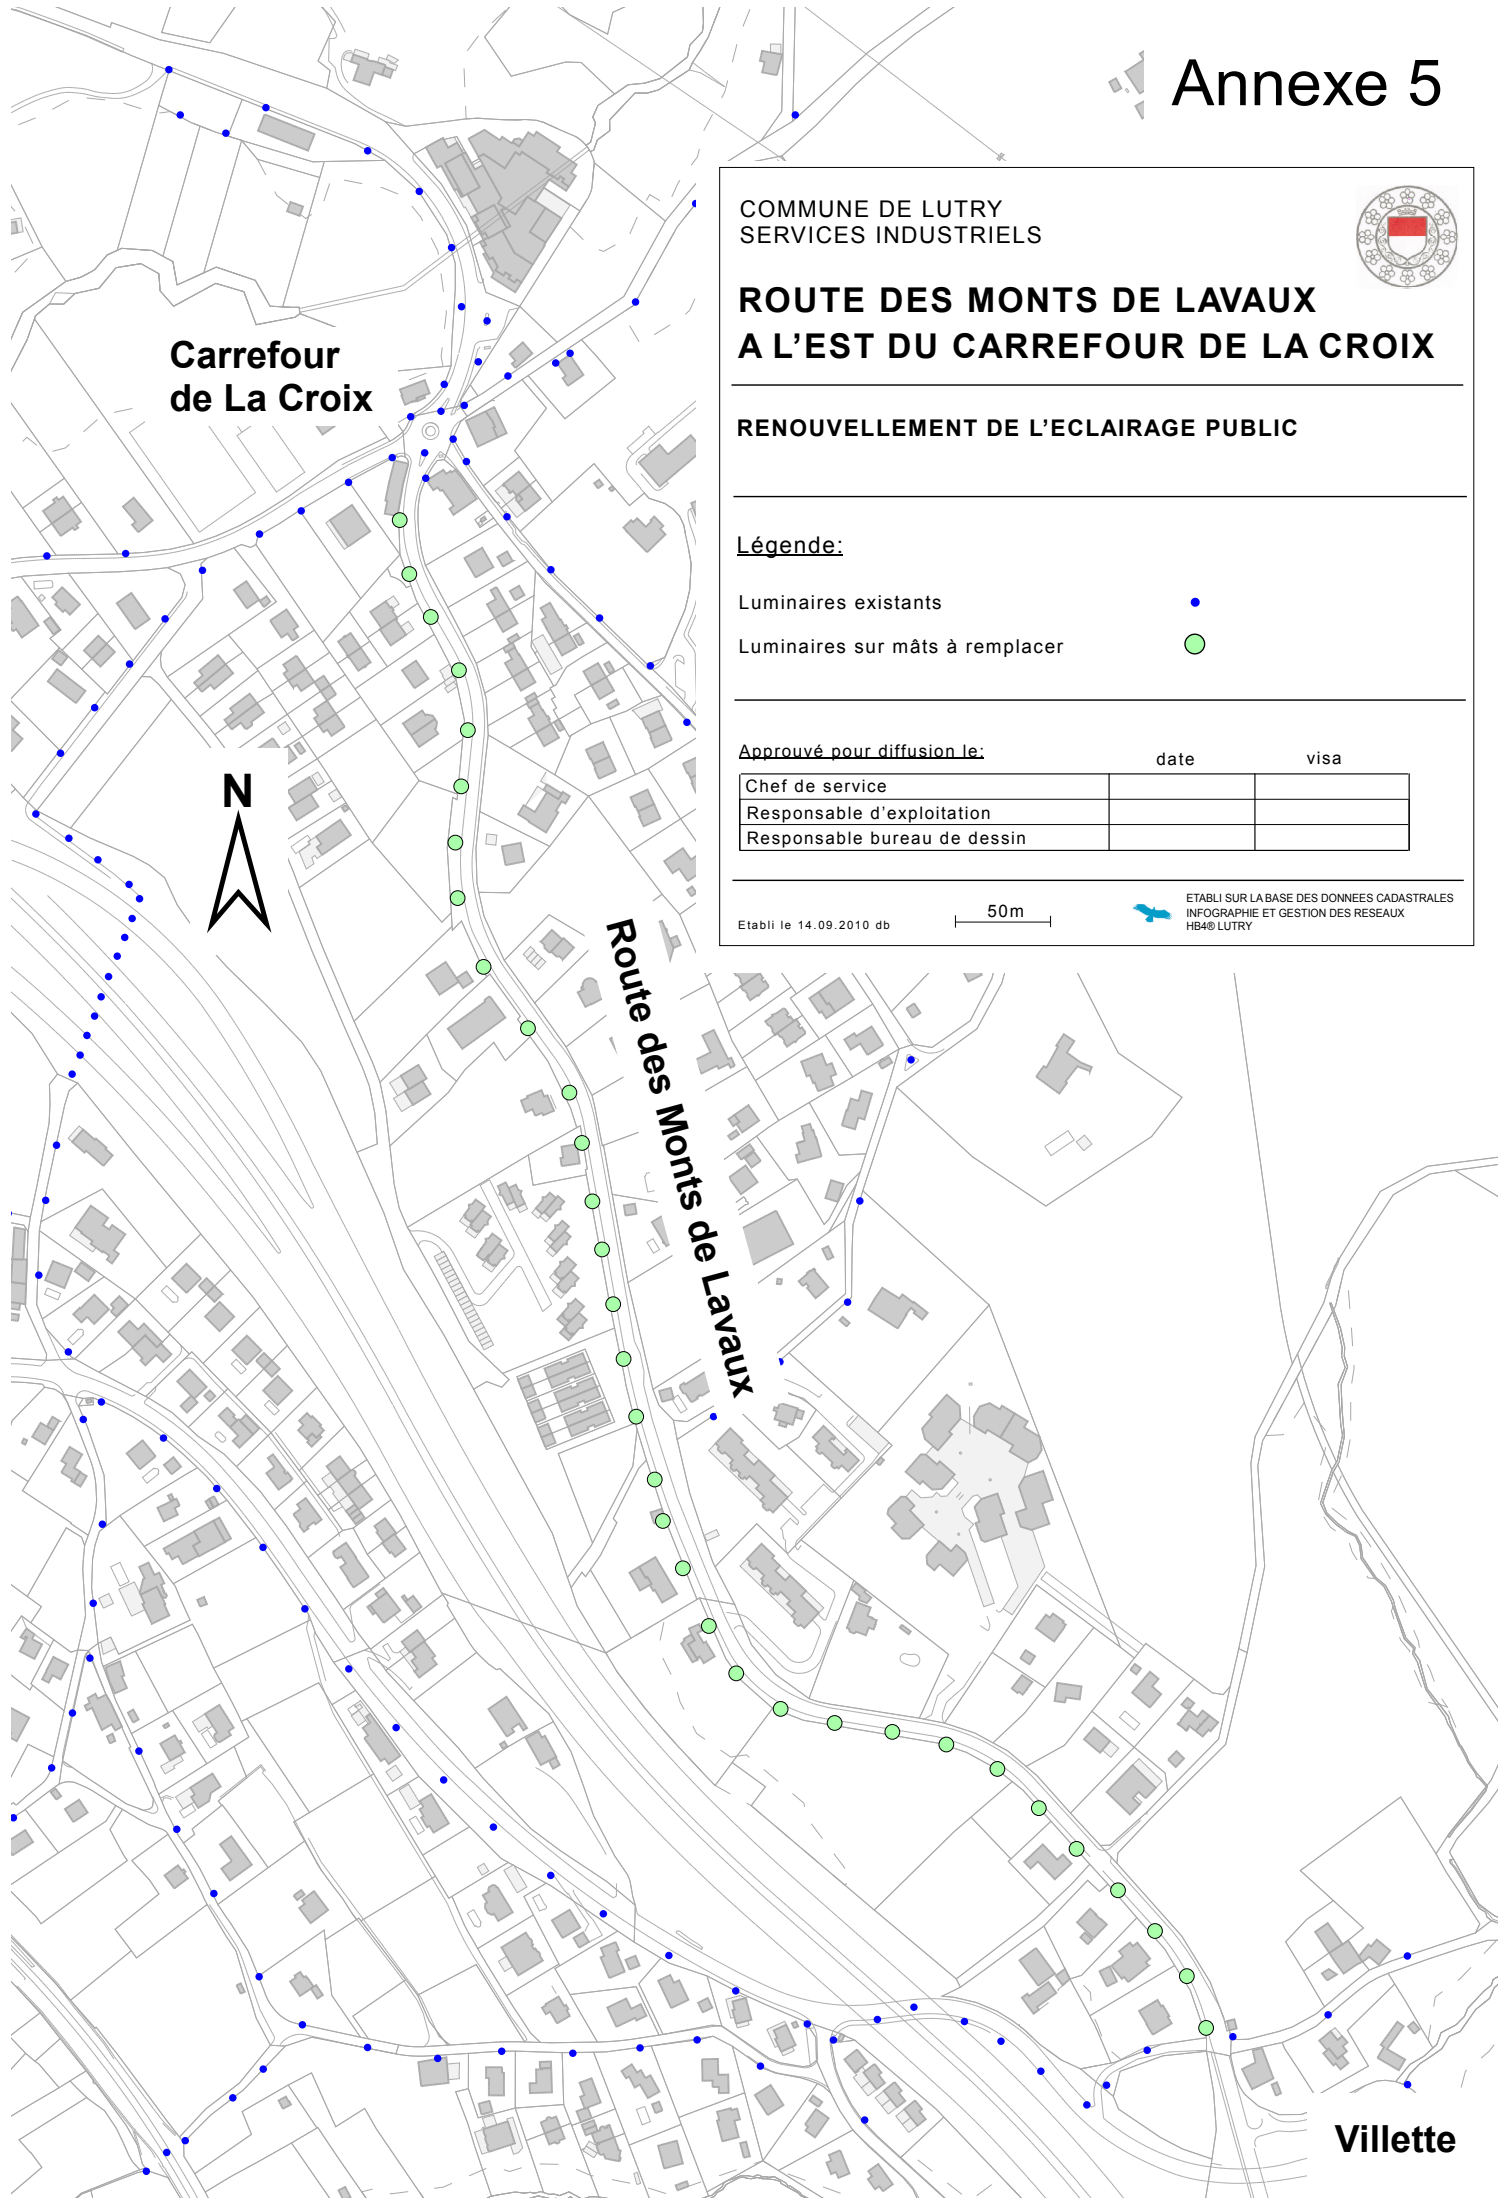 Annexe 5
COMMUNE DE LUTRY
SERVICES INDUSTRIELS
ROUTE DES MONTS DE LAVAUX
A L'EST DU CARREFOUR DE LA CROIX
RENOUVELLEMENT DE L'ECLAIRAGE PUBLIC
Légende:
Luminaires existants
Luminaires sur mâts à remplacer
Approuvé pour diffusion le:
date
visa
Chef de service
Responsable d'exploitation
Responsable bureau de dessin
Etabli le 14.09.2010 db
50m
ETABLI SUR LA BASE DES DONNEES CADASTRALES
INFOGRAPHIE ET GESTION DES RESEAUX
HB4® LUTRY
Carrefour
de La Croix
N
Route des Monts de Lavaux
Villette